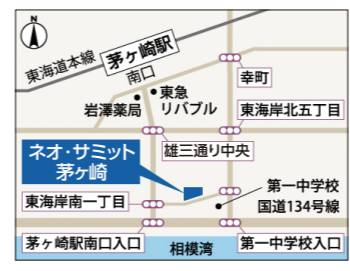 N
東海道本線
茅ヶ崎駅
南口
幸町
東急
リバブル
岩澤薬局
東海岸北五丁目
雄三通り中央
ネオ・サミット
茅ヶ崎
第一中学校
東海岸南一丁目
国道134号線
茅ヶ崎駅南口入口
相模湾
第一中学校入口